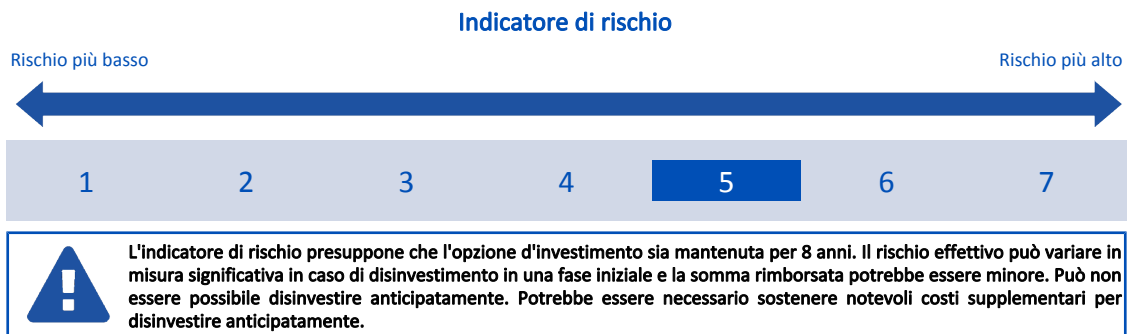 Indicatore di rischio
Rischio più basso Rischio più alto
1 2 3 4 5 6 7
L'indicatore di rischio presuppone che l'opzione d'investimento sia mantenuta per 8 anni. Il rischio effettivo può variare in
misura significativa in caso di disinvestimento in una fase iniziale e la somma rimborsata potrebbe essere minore. Può non
essere possibile disinvestire anticipatamente. Potrebbe essere necessario sostenere notevoli costi supplementari per
disinvestire anticipatamente.